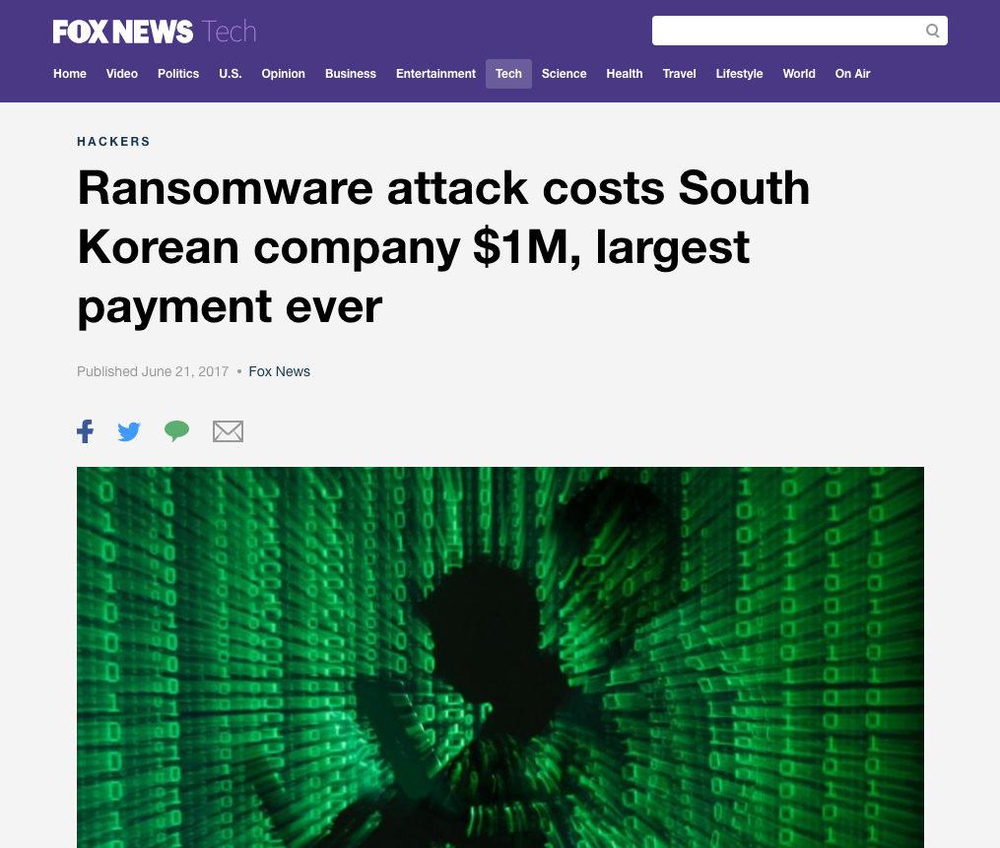 FOX NEWS Tech
Home Video Politics U.S. Opinion Business Entertainment Tech Science Health Travel Lifestyle World On Air
HACKERS
Ransomware attack costs South
Korean company $1M, largest
payment ever
Published June 21, 2017 • Fox News